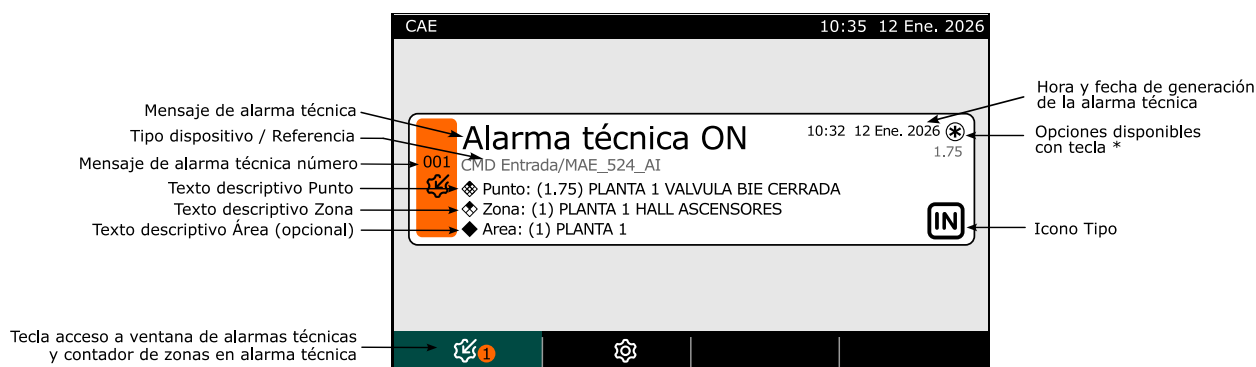 CAE
10:35 12 Ene. 2026
Mensaje de alarma técnica
Tipo dispositivo / Referencia
Mensaje de alarma técnica número
Texto descriptivo Punto
Texto descriptivo Zona
Texto descriptivo Área (opcional)
001
Alarma técnica ON
10:32 12 Ene. 2026
1.75
CMD Entrada/MAE_524_AI
Punto: (1.75) PLANTA 1 VALVULA BIE CERRADA
Zona: (1) PLANTA 1 HALL ASCENSORES
Area: (1) PLANTA 1
IN
Hora y fecha de generación
de la alarma técnica
Opciones disponibles
con tecla *
Icono Tipo
Tecla acceso a ventana de alarmas técnicas
y contador de zonas en alarma técnica
1